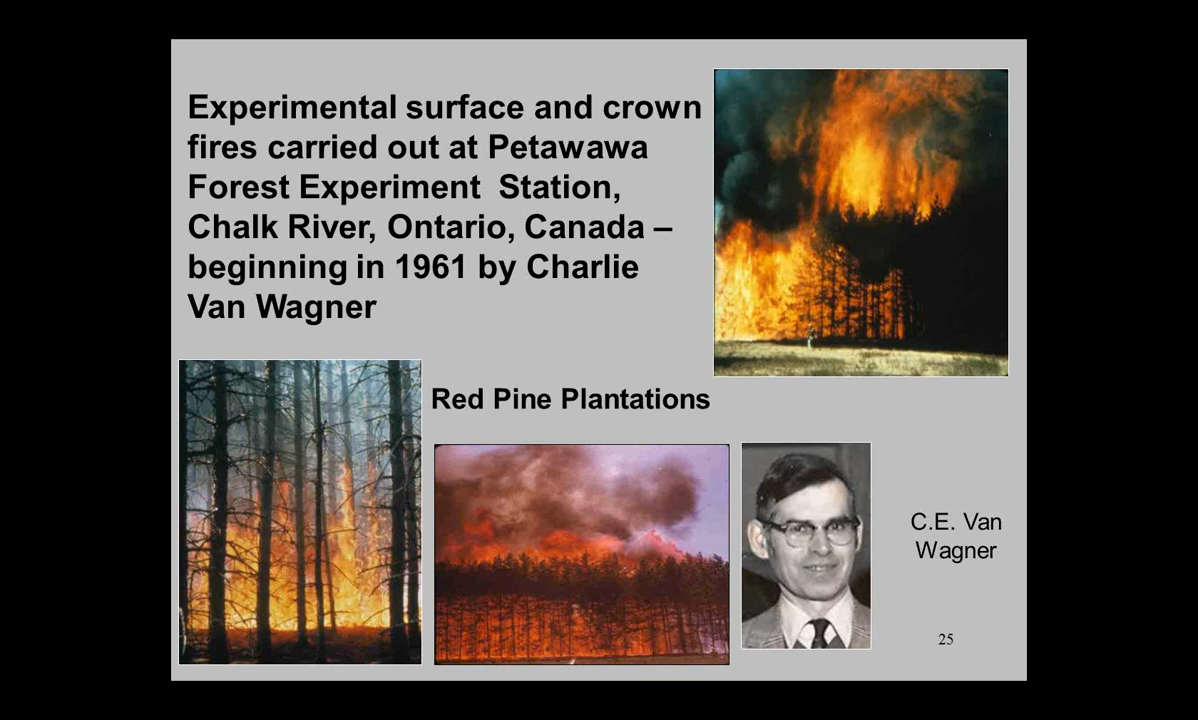 Experimental surface and crown
fires carried out at Petawawa
Forest Experiment  Station,
Chalk River, Ontario, Canada –
beginning in 1961 by Charlie
Van Wagner
Red Pine Plantations
C.E. Van
Wagner
25